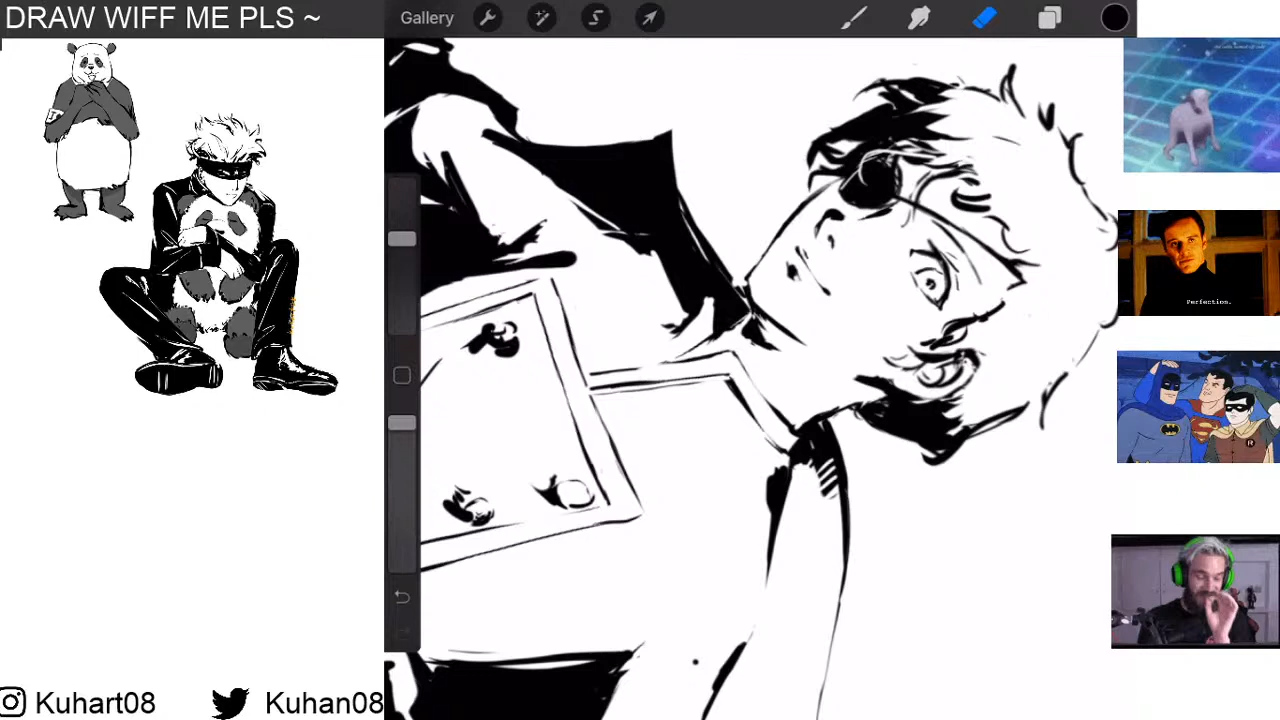 DRAW WIFF ME PLS ~
Gallery
Perfection.
Kuhart08
Kuhan08